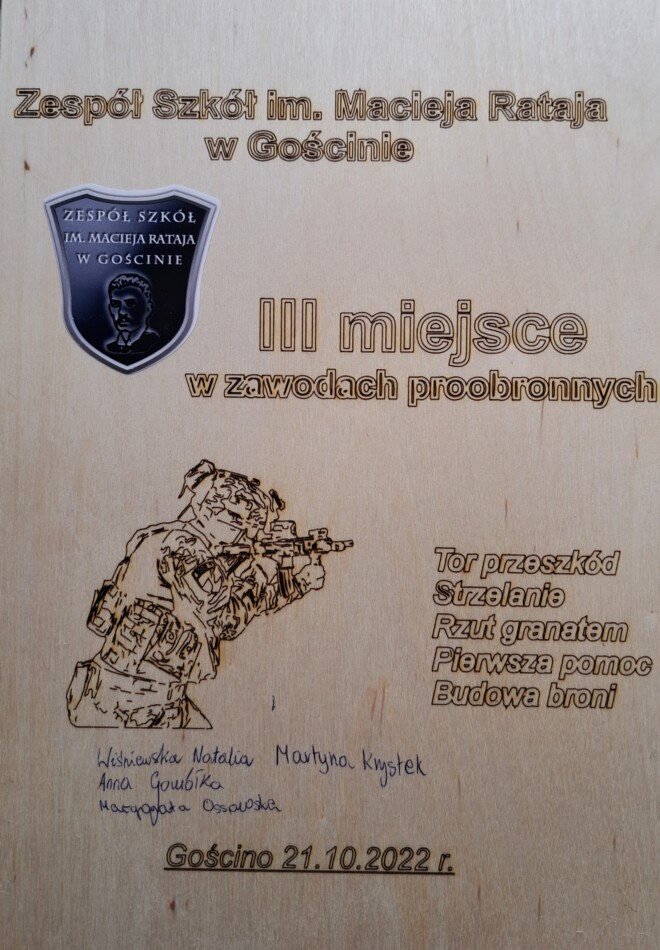 Zespół Szkół im. Macieja Rataja
w Gościnie
ZESPÓŁ SZKÓŁ
IM. MACIEJA RATAJA
W GOŚCINIE
III miejsce
w zawodach proobronnych
Tor przeszkód
Strzelanie
Rzut granatem
Pierwsza pomoc
Budowa broni
Wiśniewska Natalia Martyna Krystek
Anna
Małgorzata
Gościno 21.10.2022 r.